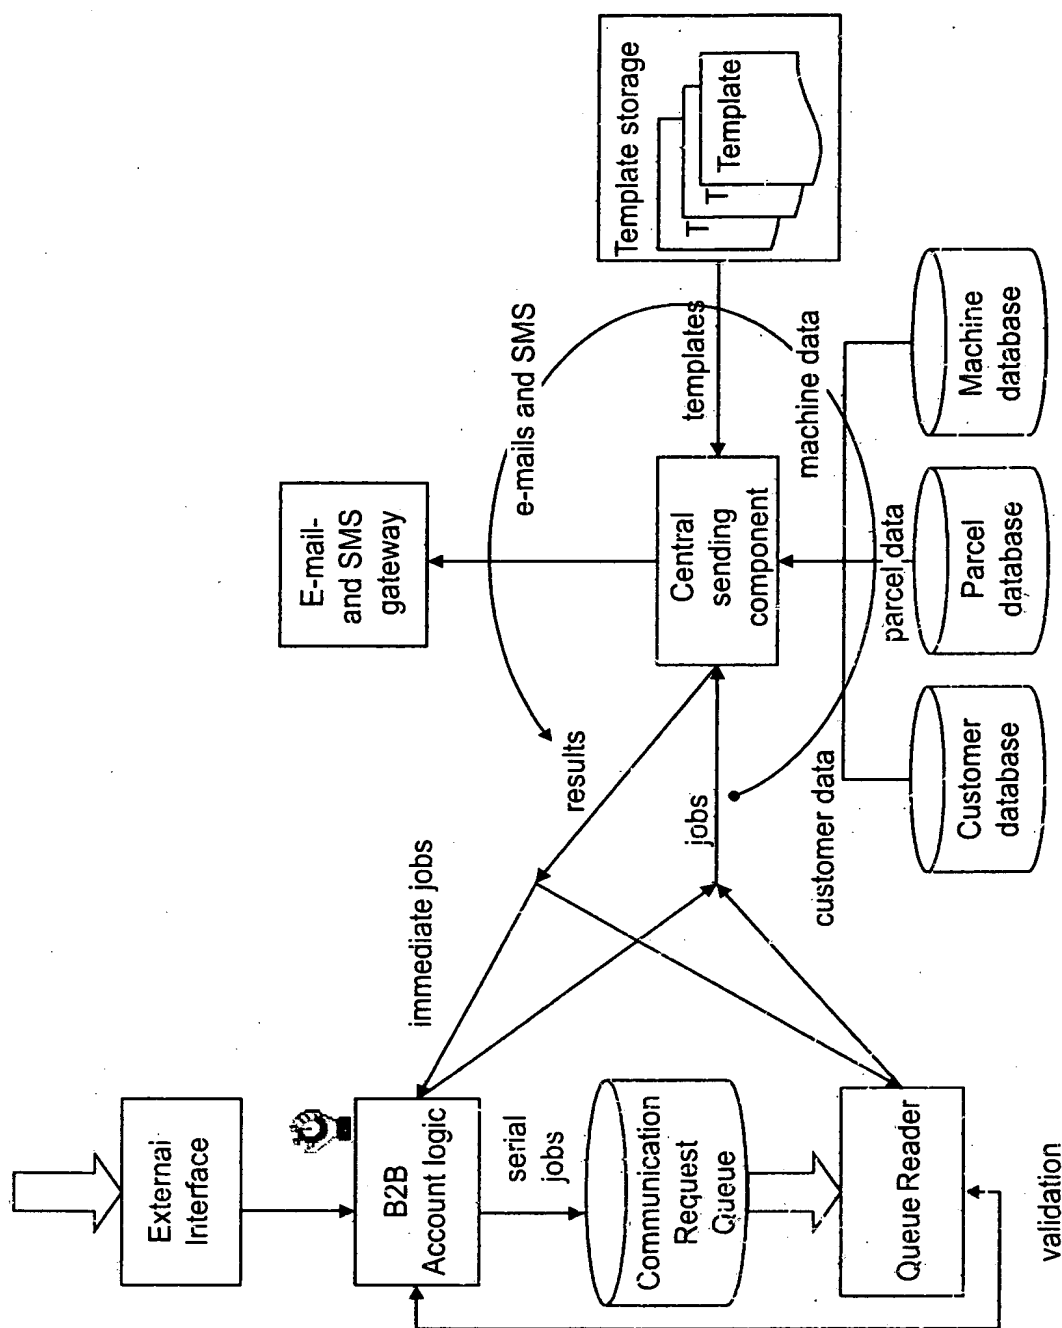 External
Interface
B2B
Account logic
serial
jobs
Communication
Request
Queue
Queue Reader
validation
immediate jobs
results
jobs
customer data
E-mail-
and SMS
gateway
e-mails and SMS
Central
sending
component
templates
machine data
parcel data
Template storage
T
T
Template
Customer
database
Parcel
database
Machine
database